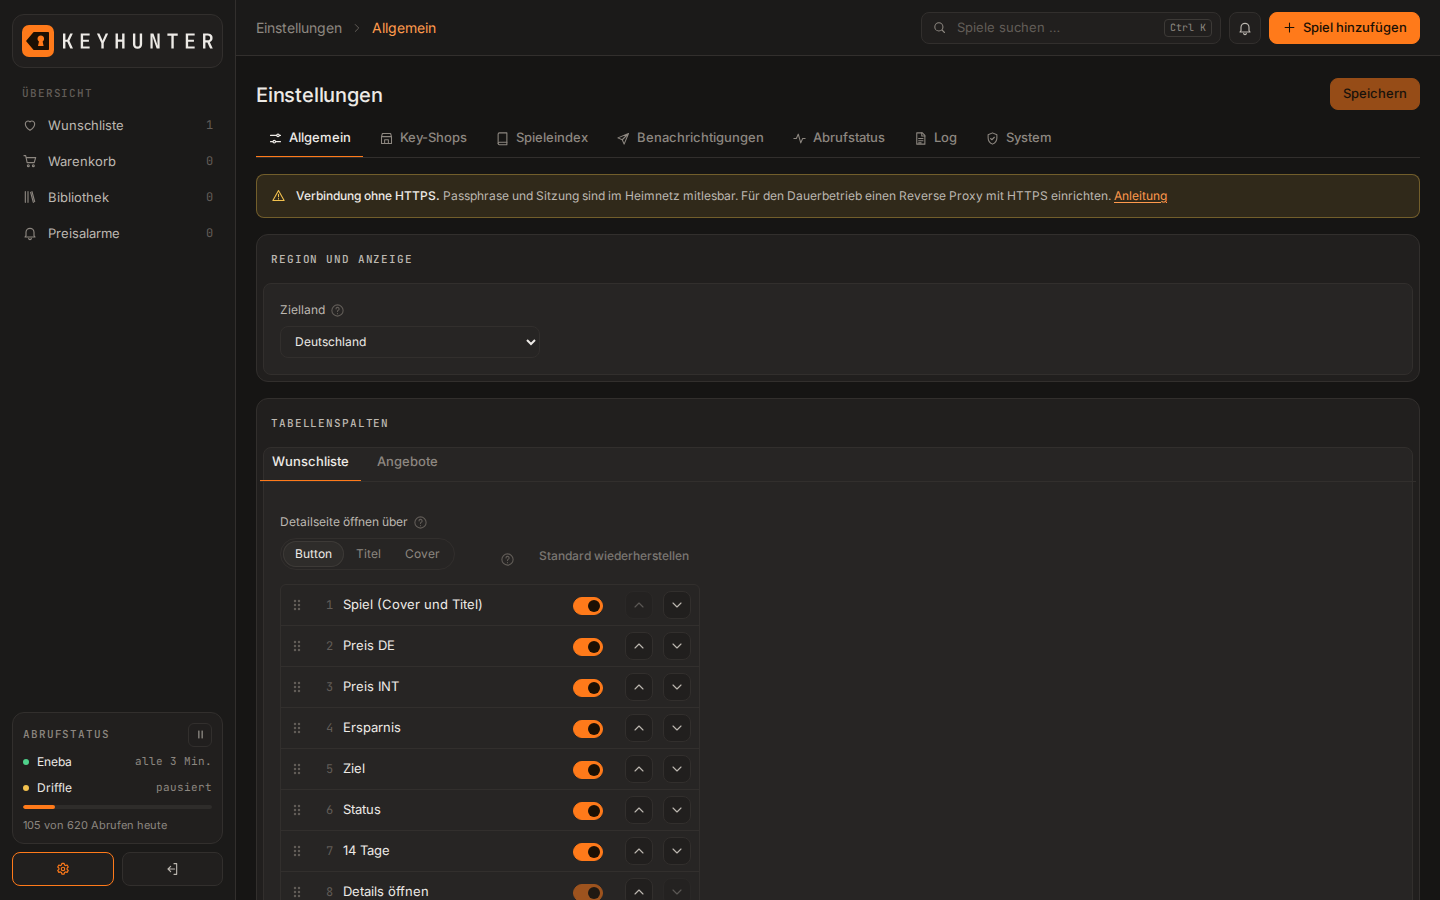 KEYHUNTER
Einstellungen
Allgemein
Spiele suchen ...
Ctrl K
Spiel hinzufügen
ÜBERSICHT
Wunschliste 1
Warenkorb 0
Bibliothek 0
Preisalarme 0
Einstellungen
Speichern
Allgemein
Key-Shops
Spieleindex
Benachrichtigungen
Abrufstatus
Log
System
Verbindung ohne HTTPS. Passphrase und Sitzung sind im Heimnetz mitlesbar. Für den Dauerbetrieb einen Reverse Proxy mit HTTPS einrichten. Anleitung
REGION UND ANZEIGE
Zielland
Deutschland
TABELLENSPALTEN
Wunschliste
Angebote
Detailseite öffnen über
Button
Titel
Cover
Standard wiederherstellen
1 Spiel (Cover und Titel)
2 Preis DE
3 Preis INT
4 Ersparnis
5 Ziel
6 Status
7 14 Tage
8 Details öffnen
ABRUFSTATUS
Eneba alle 3 Min.
Driffle pausiert
105 von 620 Abrufen heute